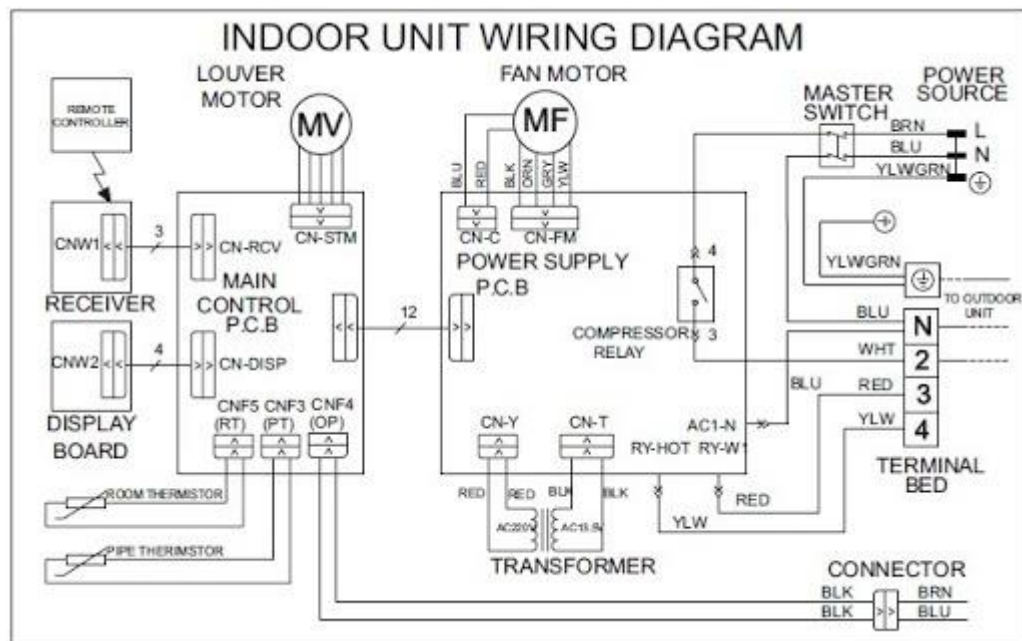 INDOOR UNIT WIRING DIAGRAM
LOUVER
MOTOR
FAN MOTOR
POWER
SOURCE
MASTER
SWITCH
REMOTE
CONTROLLER
MV
MF
BRN
L
BLU
N
YLW/GRN
BLU
RED
BLK
ORN
GRY
YLW
CNW1
3
CN-RCV
CN-STM
CN-C
CN-FM
4
RECEIVER
MAIN
CONTROL
P.C.B
POWER SUPPLY
P.C.B
YLW/GRN
TO OUTDOOR
UNIT
12
COMPRESSOR
RELAY
3
BLU
N
WHT
2
BLU
RED
3
YLW
4
CNW2
4
CN-DISP
DISPLAY
BOARD
CNF5
(RT)
CNF3
(PT)
CNF4
(OP)
CN-Y
CN-T
AC1-N
RY-HOT
RY-W1
TERMINAL
BED
ROOM THERMISTOR
RED
RED
BLK
BLK
RED
YLW
AC220V
TRANSFORMER
PIPE THERIMSTOR
CONNECTOR
BLK
BRN
BLK
BLU